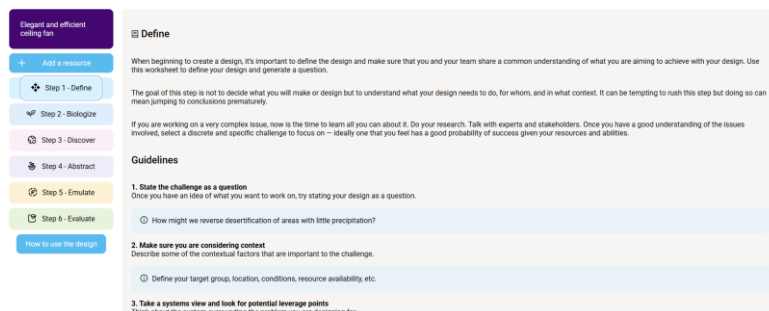 Elegant and efficient
ceiling fan
Add a resource
Step 1 - Define
Step 2 - Biologize
Step 3 - Discover
Step 4 - Abstract
Step 5 - Emulate
Step 6 - Evaluate
How to use the design
Define
When beginning to create a design, it's important to define the design and make sure that you and your team share a common understanding of what you are aiming to achieve with your design. Use
this worksheet to define your design and generate a question.
The goal of this step is not to decide what you will make or design but to understand what your design needs to do, for whom, and in what context. It can be tempting to rush this step but doing so can
mean jumping to conclusions prematurely.
If you are working on a very complex issue, now is the time to learn all you can about it. Do your research. Talk with experts and stakeholders. Once you have a good understanding of the issues
involved, select a discrete and specific challenge to focus on — ideally one that you feel has a good probability of success given your resources and abilities.
Guidelines
1. State the challenge as a question
Once you have an idea of what you want to work on, try stating your design as a question.
How might we reverse desertification of areas with little precipitation?
2. Make sure you are considering context
Describe some of the contextual factors that are important to the challenge.
Define your target group, location, conditions, resource availability, etc.
3. Take a systems view and look for potential leverage points
Think about the system surrounding the problem you are designing for.